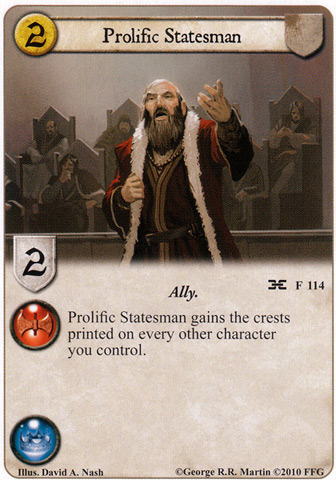 2 Prolific Statesman
2
Ally.
F 114
Prolific Statesman gains the crests
printed on every other character
you control.
Illus. David A. Nash ©George R.R. Martin ©2010 FFG